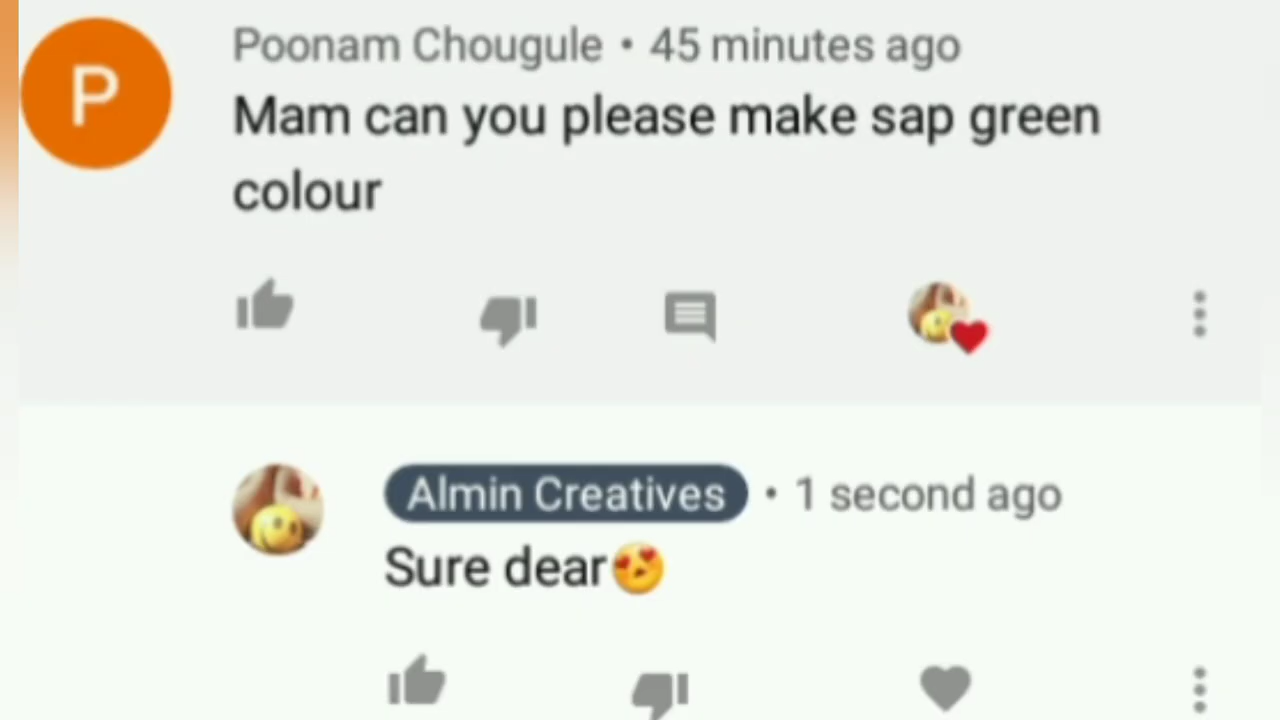 P
Poonam Chougule • 45 minutes ago
Mam can you please make sap green
colour
Almin Creatives • 1 second ago
Sure dear😍